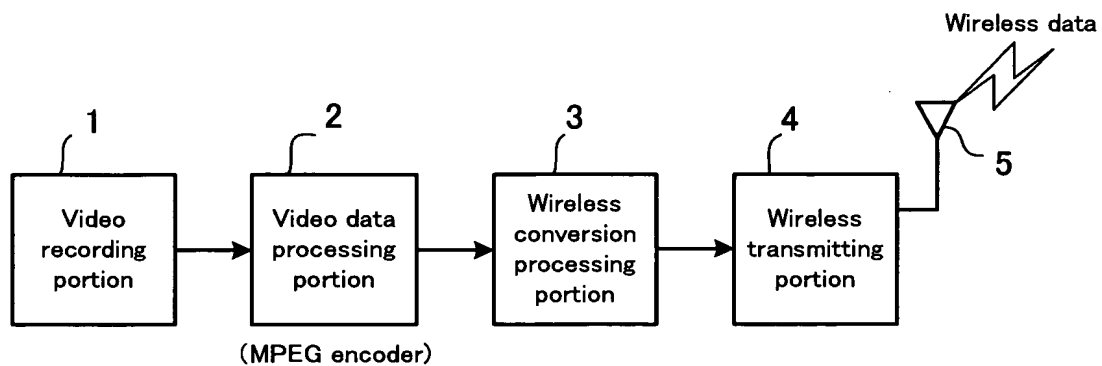 Wireless data
1
2
3
4
5
Video
recording
portion
Video data
processing
portion
Wireless
conversion
processing
portion
Wireless
transmitting
portion
(MPEG encoder)